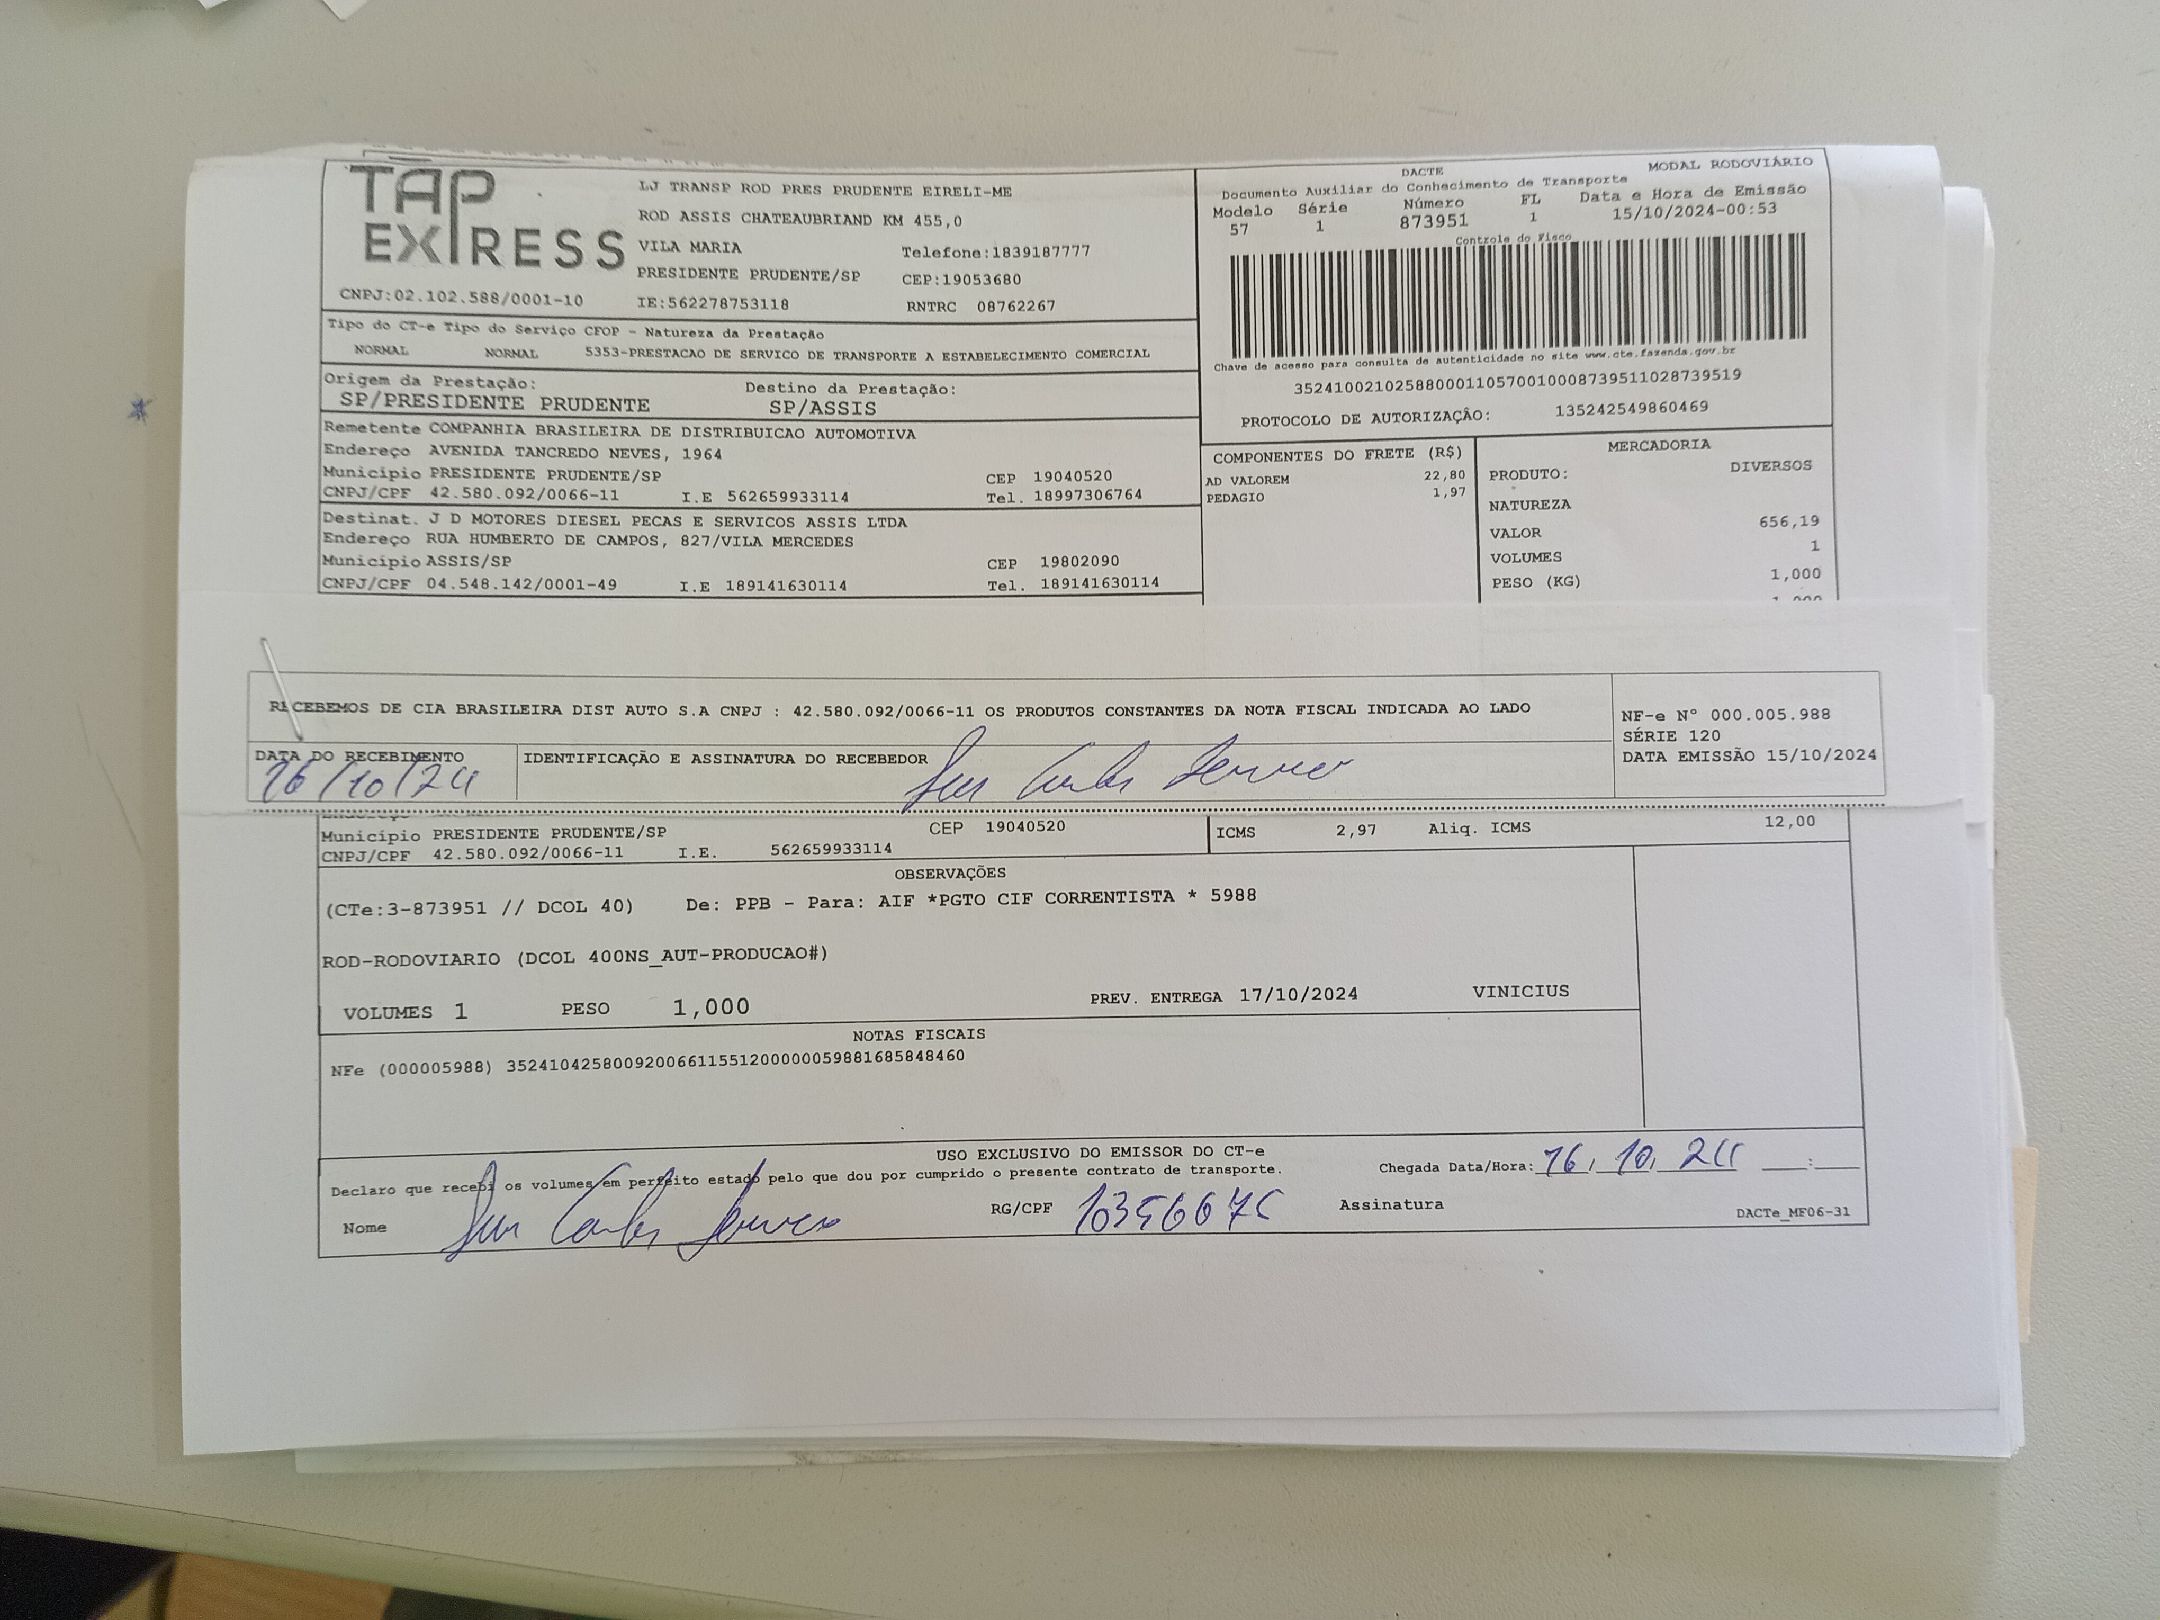 TAP EXPRESS
CNPJ:02.102.588/0001-10
LJ TRANSP ROD PRES PRUDENTE EIRELI-ME
ROD ASSIS CHATEAUBRIAND KM 455,0
VILA MARIA Telefone:1839187777
PRESIDENTE PRUDENTE/SP CEP:19053680
IE:562278753118 RNTRC 08762267
DACTE MODAL RODOVIÁRIO
Documento Auxiliar do Conhecimento de Transporte
Modelo Série Número FL Data e Hora de Emissão
57 1 873951 1 15/10/2024-00:53
Controle do Fisco
Chave de acesso para consulta de autenticidade no site www.cte.fazenda.gov.br
35241002102588000110570010008739511028739519
PROTOCOLO DE AUTORIZAÇÃO: 135242549860469
Tipo do CT-e Tipo do Serviço CFOP - Natureza da Prestação
NORMAL NORMAL 5353-PRESTACAO DE SERVICO DE TRANSPORTE A ESTABELECIMENTO COMERCIAL
Origem da Prestação: Destino da Prestação:
SP/PRESIDENTE PRUDENTE SP/ASSIS
Remetente COMPANHIA BRASILEIRA DE DISTRIBUICAO AUTOMOTIVA
Endereço AVENIDA TANCREDO NEVES, 1964
Município PRESIDENTE PRUDENTE/SP CEP 19040520
CNPJ/CPF 42.580.092/0066-11 I.E 562659933114 Tel. 18997306764
Destinat. J D MOTORES DIESEL PECAS E SERVICOS ASSIS LTDA
Endereço RUA HUMBERTO DE CAMPOS, 827/VILA MERCEDES
Município ASSIS/SP CEP 19802090
CNPJ/CPF 04.548.142/0001-49 I.E 189141630114 Tel. 189141630114
COMPONENTES DO FRETE (R$)
AD VALOREM 22,80
PEDAGIO 1,97
MERCADORIA
PRODUTO: DIVERSOS
NATUREZA
VALOR 656,19
VOLUMES 1
PESO (KG) 1,000
RECEBEMOS DE CIA BRASILEIRA DIST AUTO S.A CNPJ : 42.580.092/0066-11 OS PRODUTOS CONSTANTES DA NOTA FISCAL INDICADA AO LADO
NF-e Nº 000.005.988
SÉRIE 120
DATA EMISSÃO 15/10/2024
DATA DO RECEBIMENTO IDENTIFICAÇÃO E ASSINATURA DO RECEBEDOR
16/10/24
Município PRESIDENTE PRUDENTE/SP CEP 19040520
CNPJ/CPF 42.580.092/0066-11 I.E. 562659933114
ICMS 2,97 Aliq. ICMS 12,00
OBSERVAÇÕES
(CTe:3-873951 // DCOL 40) De: PPB - Para: AIF *PGTO CIF CORRENTISTA * 5988
ROD-RODOVIARIO (DCOL 400NS_AUT-PRODUCAO#)
VOLUMES 1 PESO 1,000 PREV. ENTREGA 17/10/2024 VINICIUS
NOTAS FISCAIS
NFe (000005988) 35241042580092006611551200000059881685848460
USO EXCLUSIVO DO EMISSOR DO CT-e
Declaro que recebi os volumes em perfeito estado pelo que dou por cumprido o presente contrato de transporte. Chegada Data/Hora: 16, 10, 24 :
Nome RG/CPF Assinatura
DACTe_MF06-31